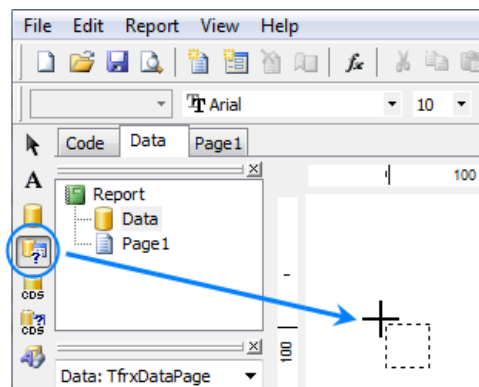 File Edit Report View Help
fx
Arial 10
Code Data Page1
A
100
Report
Data
Page1
?
CDS
100
?
CDS
Data: TfrxDataPage